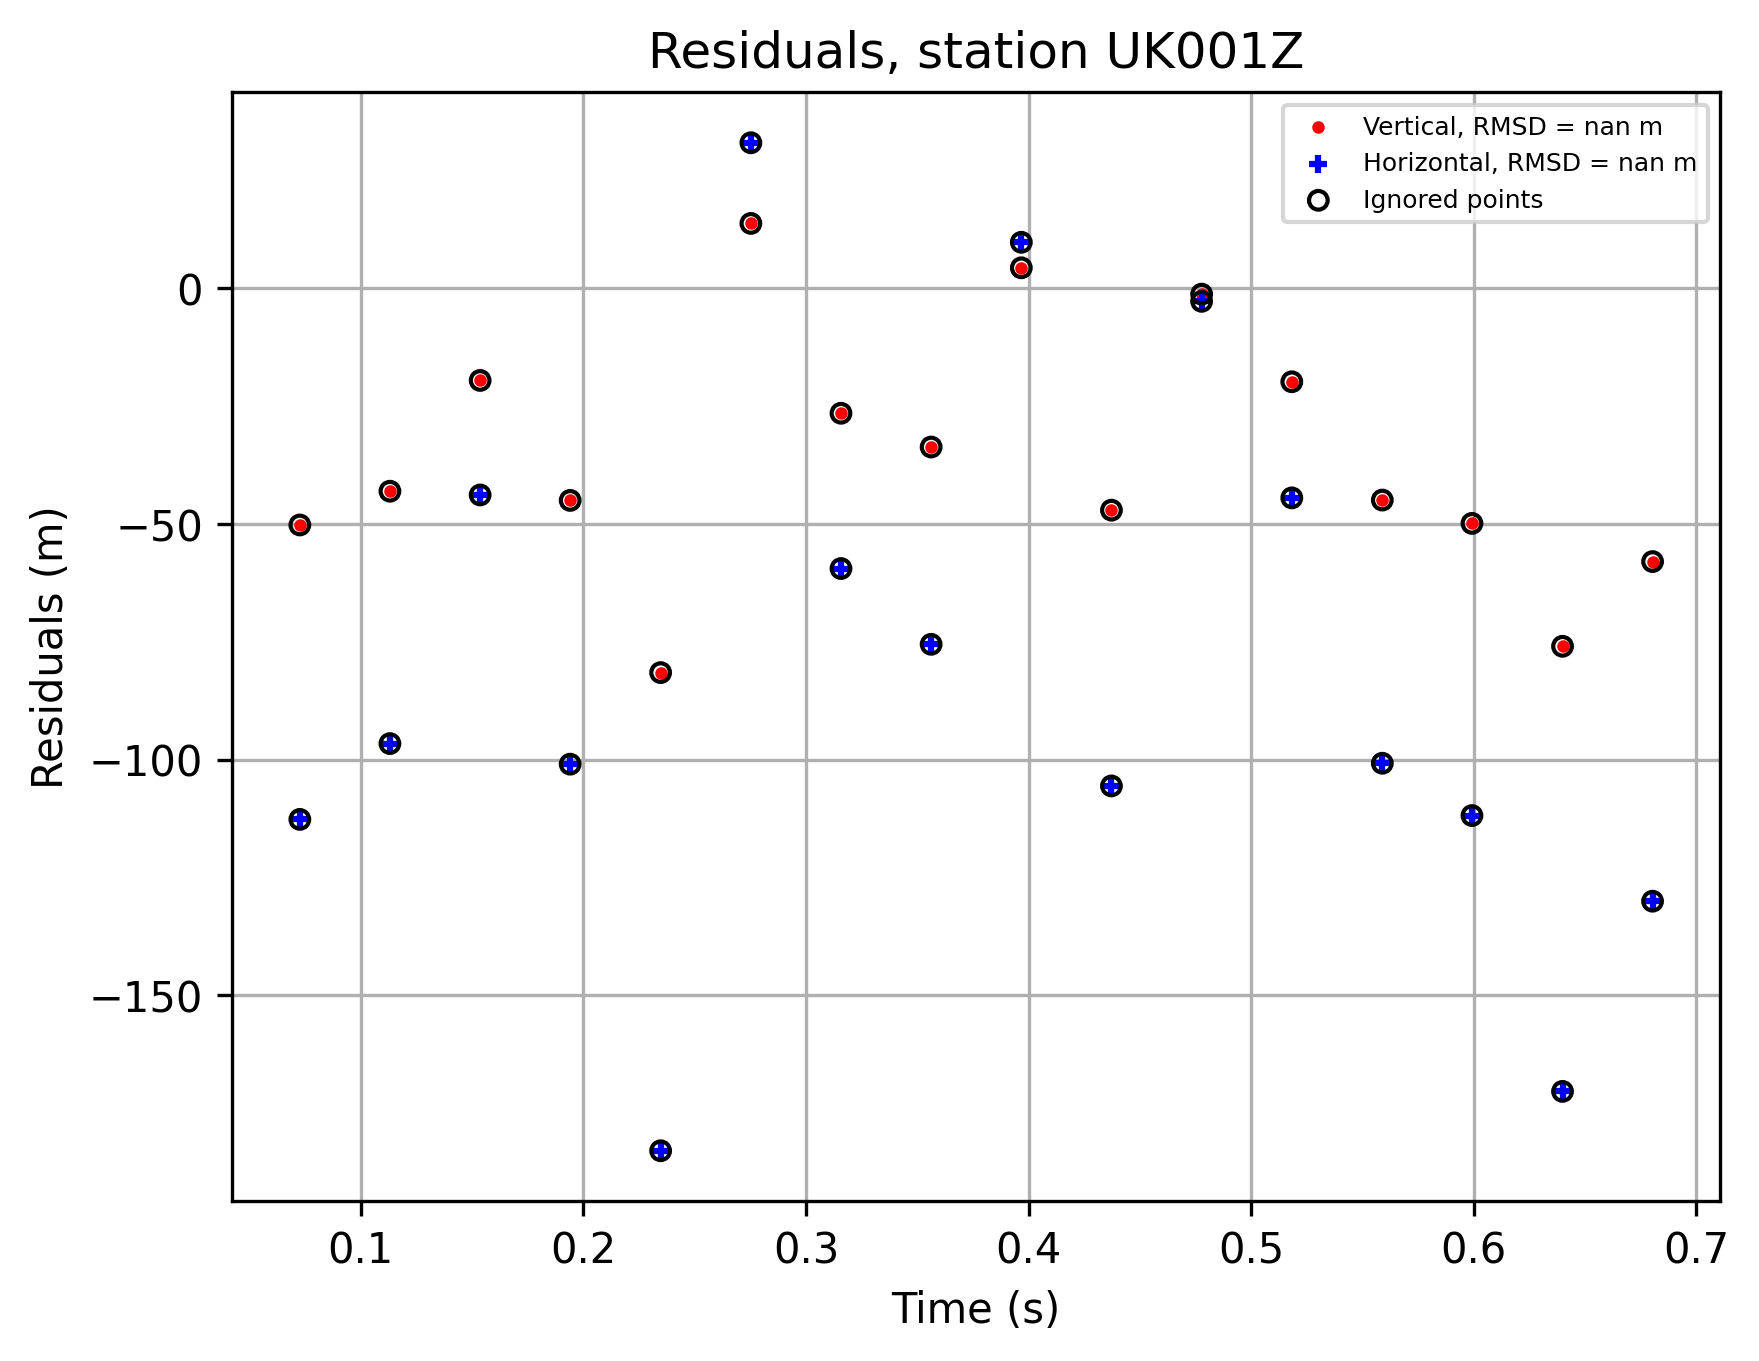 Residuals, station UK001Z
Vertical, RMSD = nan m
Horizontal, RMSD = nan m
Ignored points
Residuals (m)
0
−50
−100
−150
0.1 0.2 0.3 0.4 0.5 0.6 0.7
Time (s)